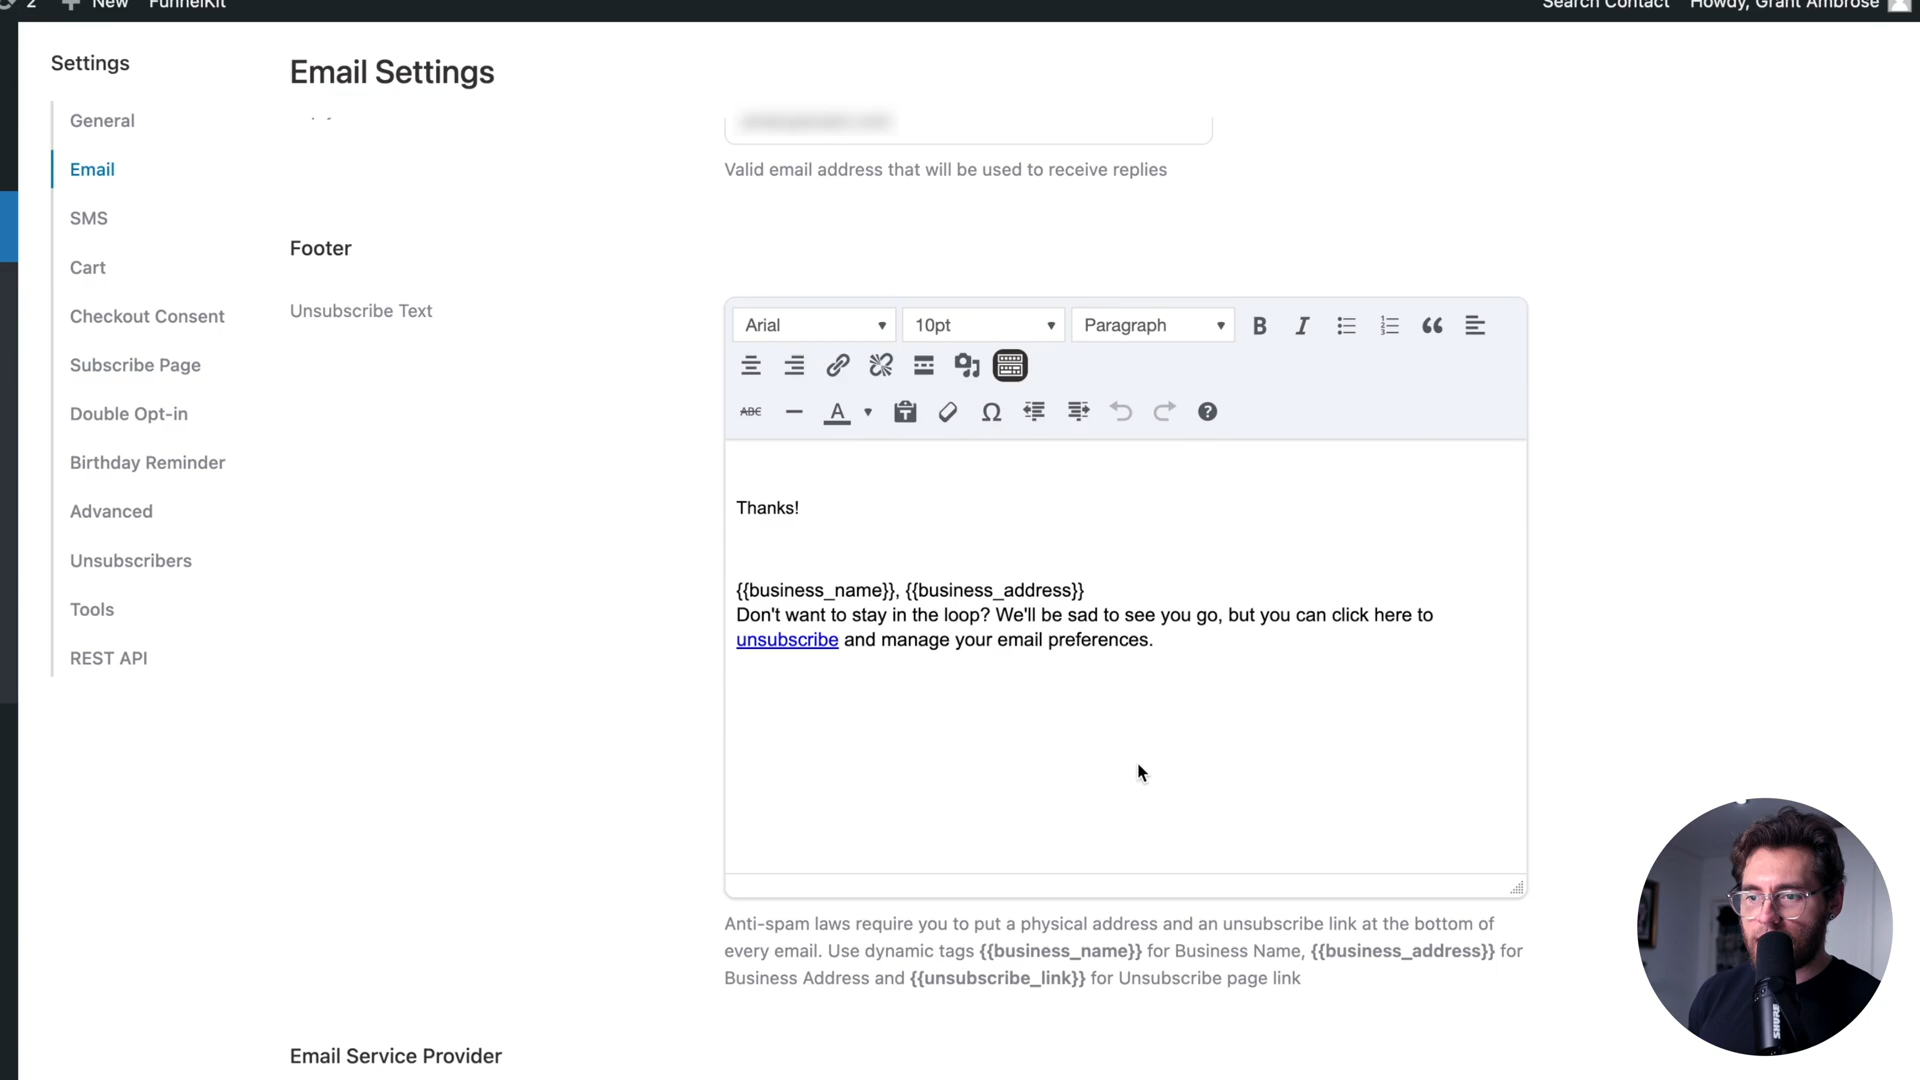 2 New FunnelKit Search Contact Howdy, Grant Ambrose
Settings
General
Email
SMS
Cart
Checkout Consent
Subscribe Page
Double Opt-in
Birthday Reminder
Advanced
Unsubscribers
Tools
REST API
Email Settings
Valid email address that will be used to receive replies
Footer
Unsubscribe Text
Arial 10pt Paragraph B I
ABC A
Thanks!
{{business_name}}, {{business_address}}
Don't want to stay in the loop? We'll be sad to see you go, but you can click here to
unsubscribe and manage your email preferences.
Anti-spam laws require you to put a physical address and an unsubscribe link at the bottom of
every email. Use dynamic tags {{business_name}} for Business Name, {{business_address}} for
Business Address and {{unsubscribe_link}} for Unsubscribe page link
Email Service Provider
SHURE